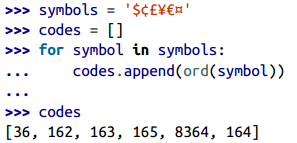 >>> symbols = '$¢£¥€¤'
>>> codes = []
>>> for symbol in symbols:
...     codes.append(ord(symbol))
...
>>> codes
[36, 162, 163, 165, 8364, 164]